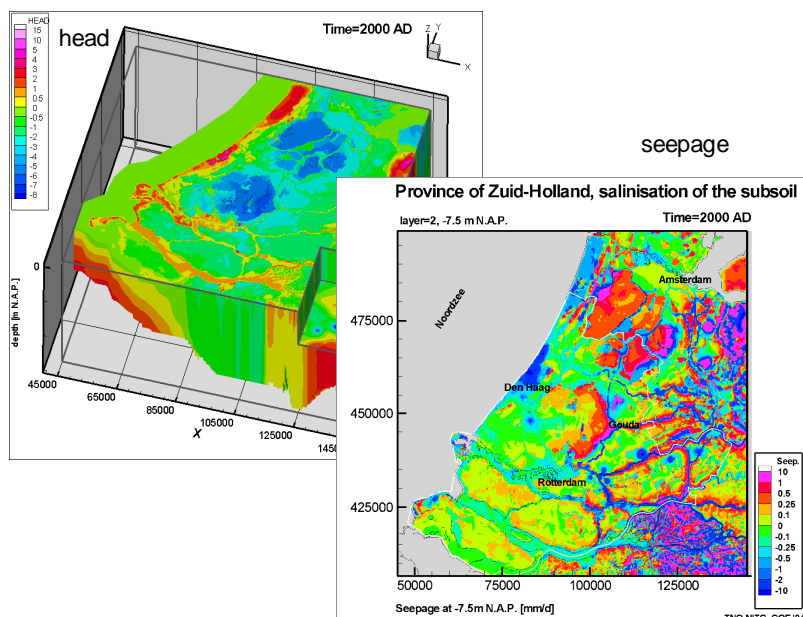 HEAD
15
10
5
4
3
2
1
0.5
0
-0.5
-1
-2
-3
-4
-5
-6
-7
-8
head
Time=2000 AD
Z Y
X
0
depth [m N.A.P.]
45000
65000
85000
105000
125000
X
seepage
Province of Zuid-Holland, salinisation of the subsoil
layer=2, -7.5 m N.A.P.
Time=2000 AD
Noordzee
Amsterdam
Den Haag
Gouda
Rotterdam
475000
450000
425000
50000
75000
100000
125000
Seepage at -7.5m N.A.P. [mm/d]
Seep.
10
1
0.5
0.25
0.1
0
-0.1
-0.25
-0.5
-1
-2
-10